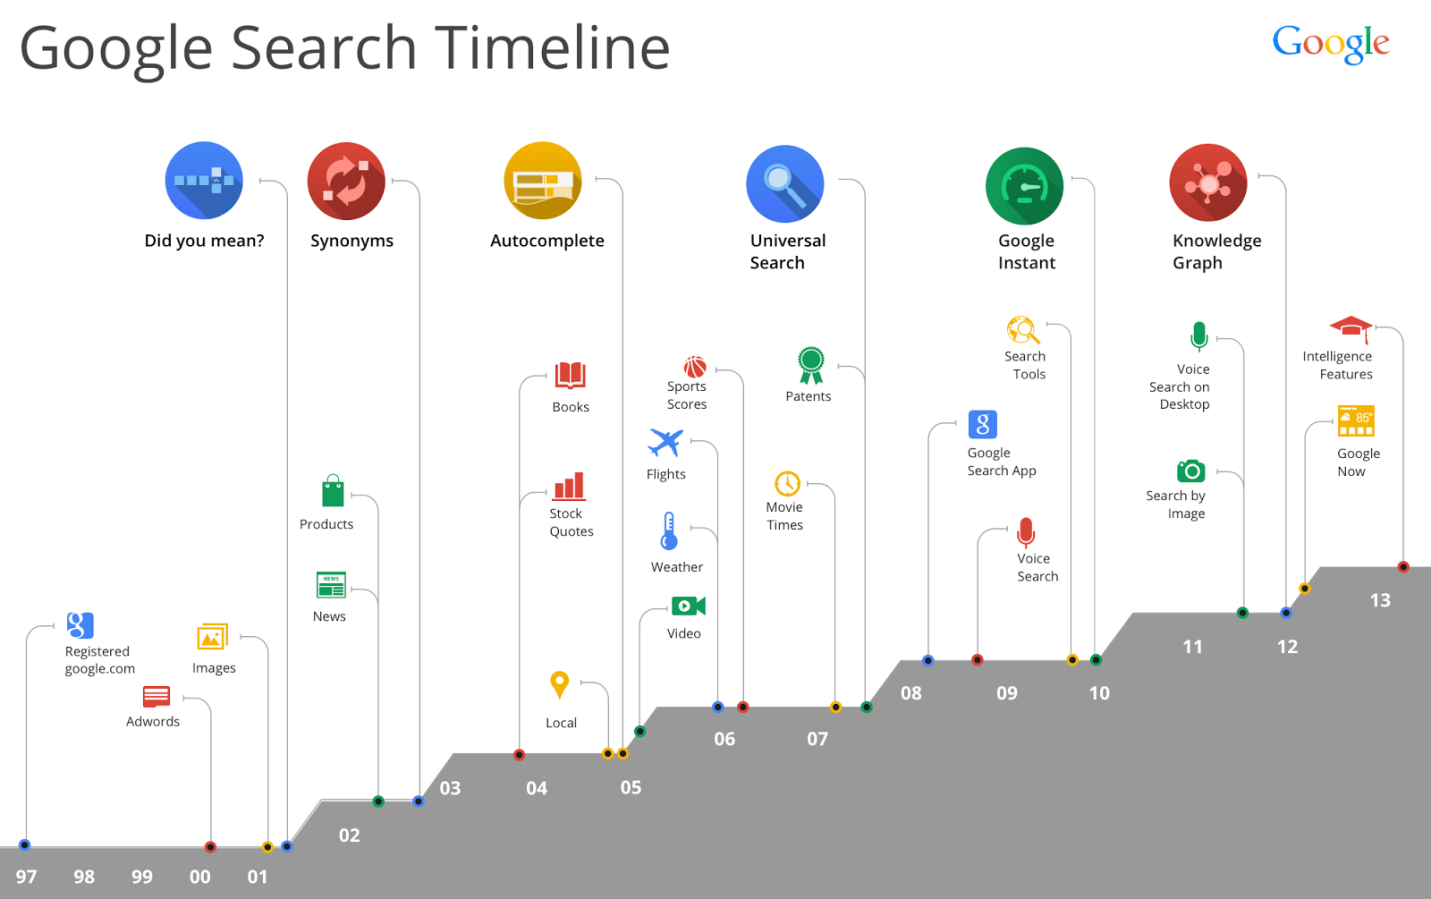 Google Search Timeline
Google
Did you mean?
Synonyms
Autocomplete
Universal
Search
Google
Instant
Knowledge
Graph
Search
Tools
Voice
Search on
Desktop
Intelligence
Features
Books
Sports
Scores
Patents
g
Google
Search App
85°
Google
Now
Flights
Products
Stock
Quotes
Movie
Times
Search by
Image
Weather
Voice
Search
NEWS
News
g
Registered
google.com
Images
Video
Adwords
Local
97
98
99
00
01
02
03
04
05
06
07
08
09
10
11
12
13